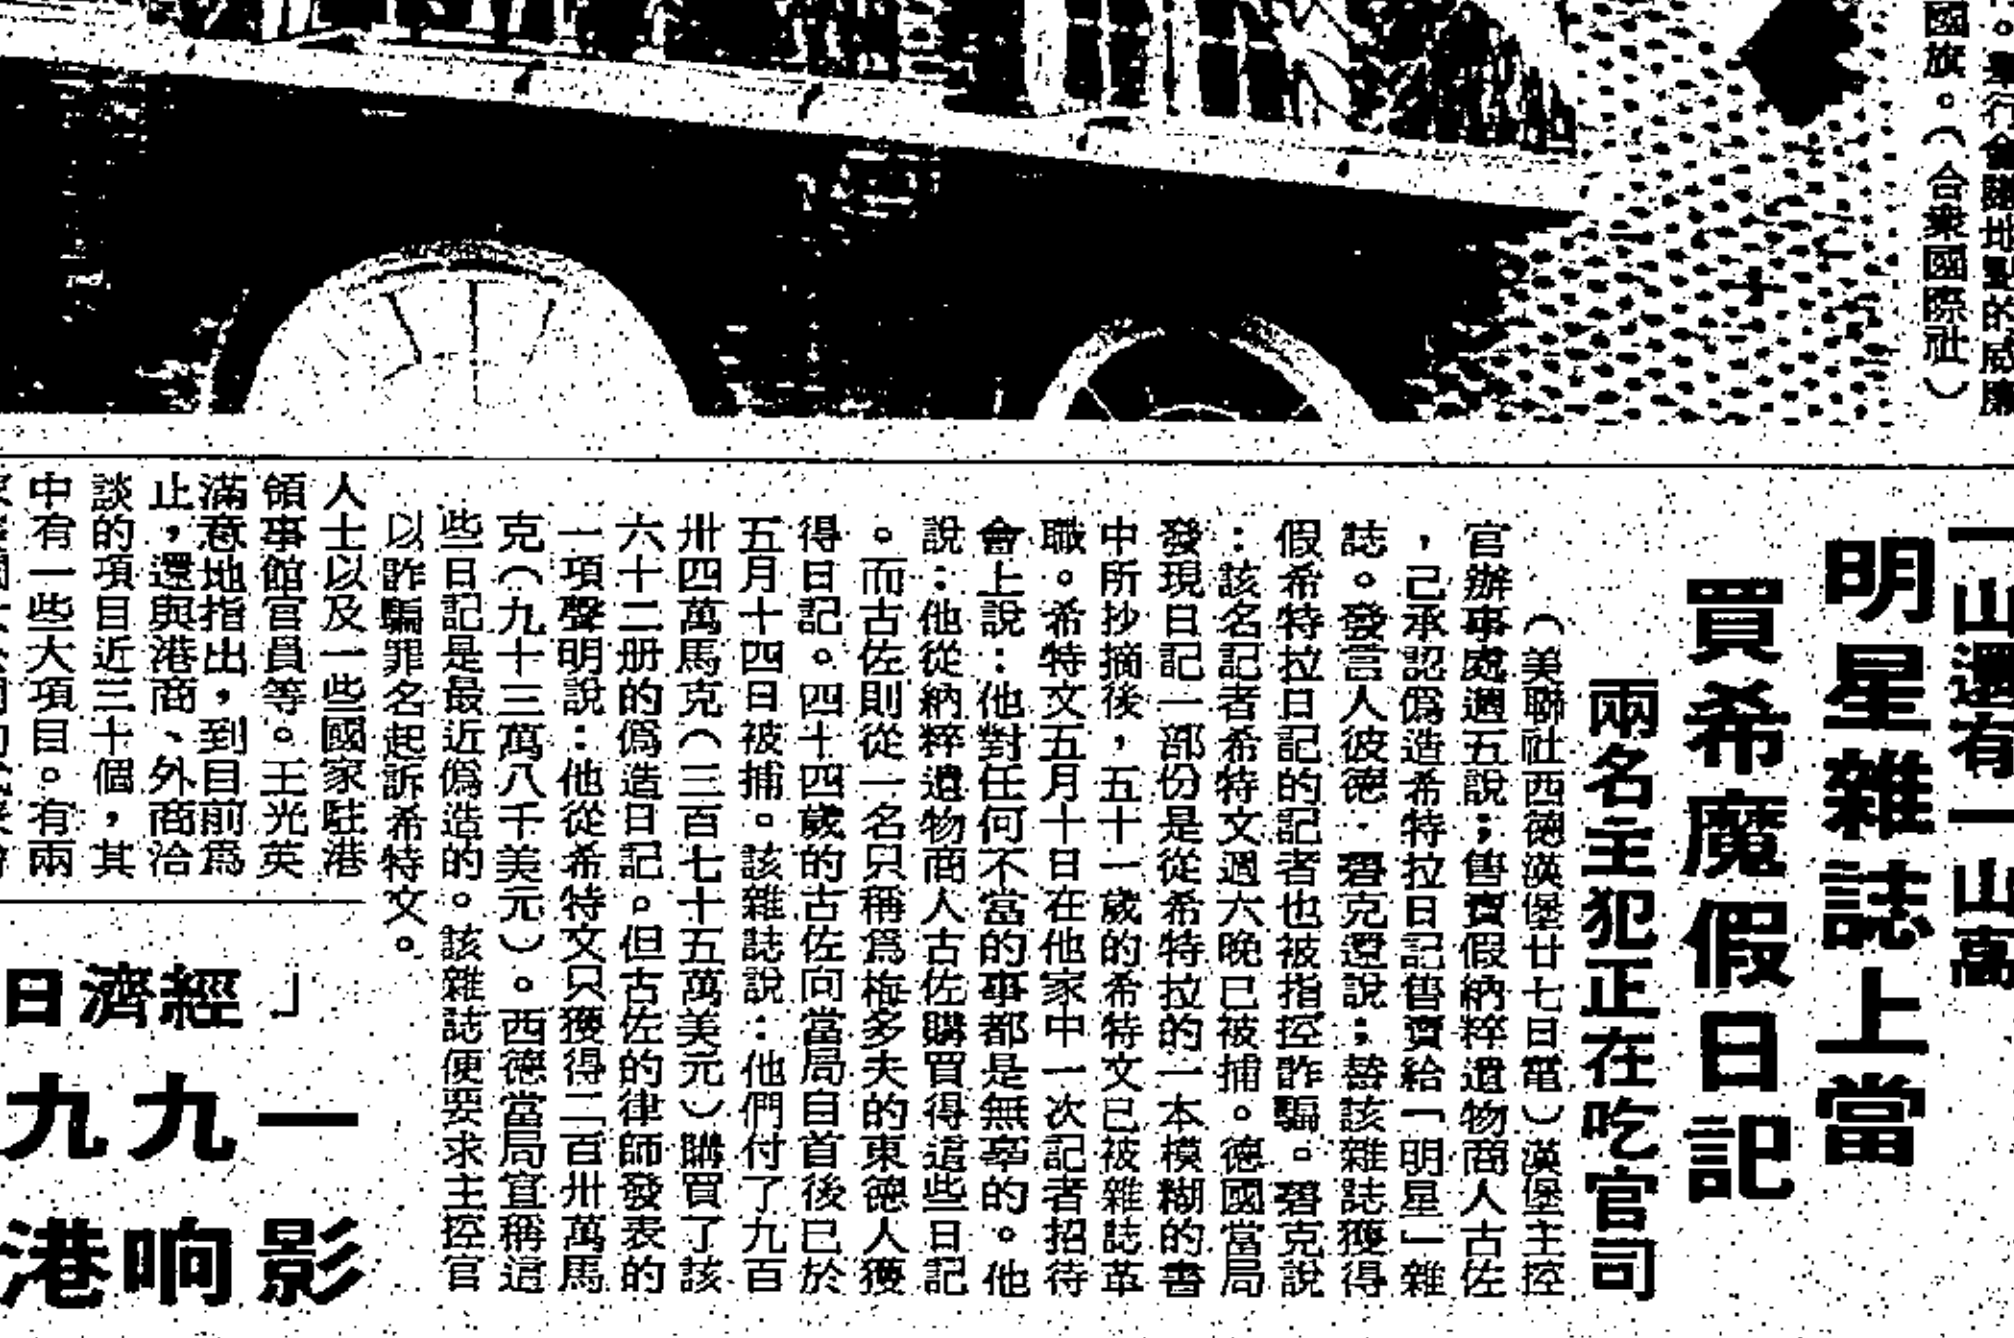 國旗。（合衆國際社）
一山還有一山高
明星雜誌上當
買希魔假日記
兩名主犯正在吃官司
（美聯社西德漢堡廿七日電）漢堡主控
官辦事處週五說；售賣假納粹遺物商人古佐
，已承認僞造希特拉日記售賣給「明星」雜
誌。發言人彼德．碧克還說；替該雜誌獲得
假希特拉日記的記者也被指控詐騙。碧克說
：該名記者希特文週六晚已被捕。德國當局
發現日記一部份是從希特拉的一本模糊的書
中所抄摘後，五十一歲的希特文已被雜誌革
職。希特文五月十日在他家中一次記者招待
會上說：他對任何不當的事都是無辜的。他
說：他從納粹遺物商人古佐購買得這些日記
。而古佐則從一名只稱爲梅多夫的東德人獲
得日記。四十四歲的古佐向當局自首後已於
五月十四日被捕。該雜誌說：他們付了九百
卅四萬馬克（三百七十五萬美元）購買了該
六十二册的僞造日記。但古佐的律師發表的
一項聲明說：他從希特文只獲得二百卅萬馬
克（九十三萬八千美元）。西德當局宣稱這
些日記是最近僞造的。該雜誌便要求主控官
以詐騙罪名起訴希特文。
人士以及一些國家駐港
領事館官員等。王光英
滿意地指出，到目前爲
止，還與港商、外商洽
談的項目近三十個，其
中有一些大項目。有兩
」經濟日
一九九
影响港